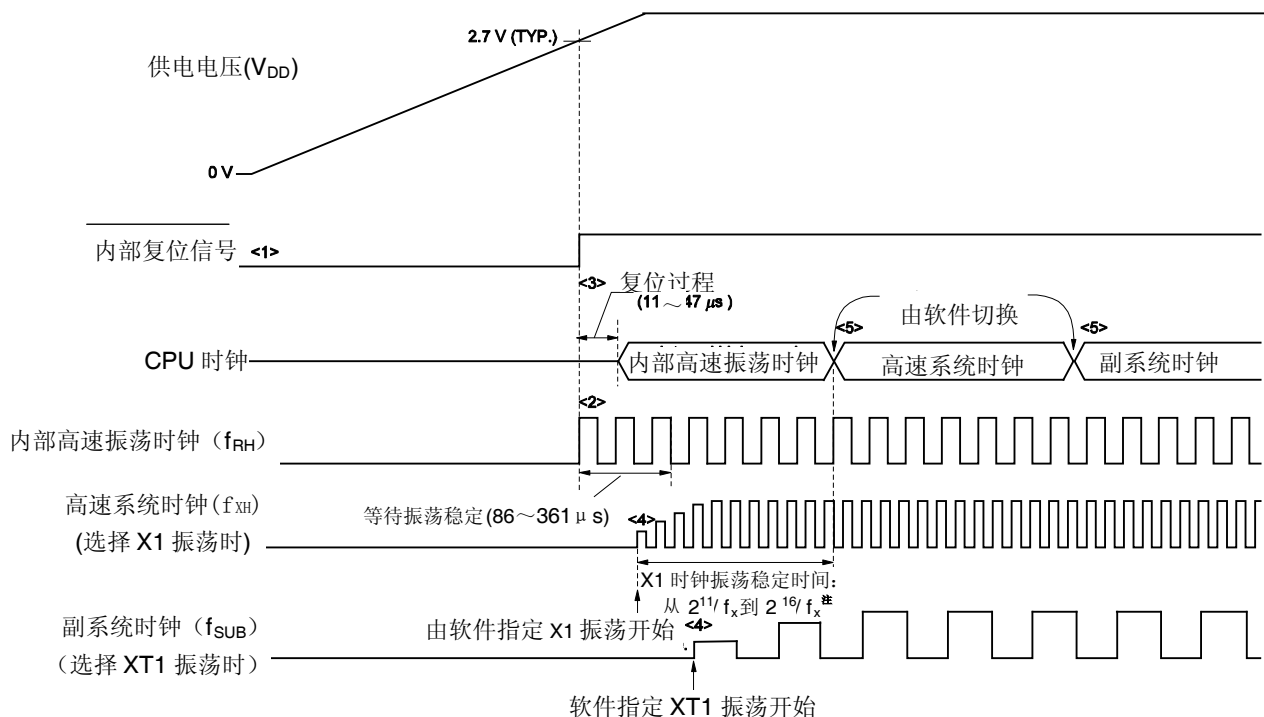 2.7 V (TYP.)
供电电压(VDD)
0 V
内部复位信号 <1>
<3> 复位过程
(11～47 μs)
<5> 由软件切换 <5>
CPU 时钟
内部高速振荡时钟
高速系统时钟
副系统时钟
<2>
内部高速振荡时钟（fRH）
高速系统时钟(fXH)
(选择 X1 振荡时)
等待振荡稳定(86～361 μs)
<4>
X1 时钟振荡稳定时间：
从 2^11/fx到 2^16/fx注
副系统时钟（fSUB）
（选择 XT1 振荡时）
由软件指定 X1 振荡开始
<4>
软件指定 XT1 振荡开始